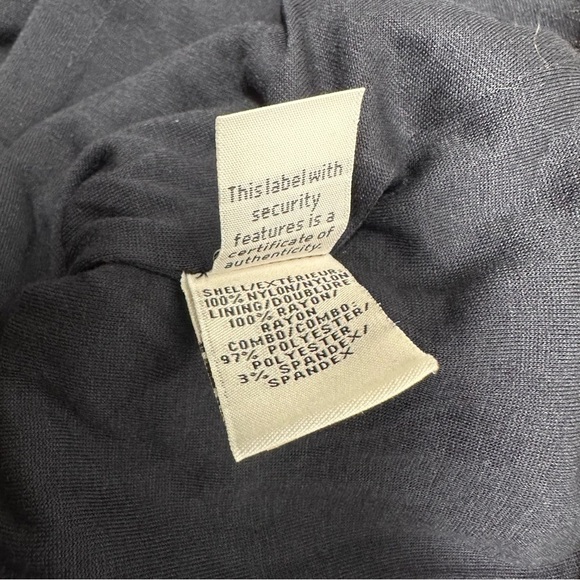 This label with
security
features is a
certificate of
authenticity.
SHELL/EXTÉRIEUR
100% NYLON/NYLON
LINING/DOUBLURE
100% RAYON/
RAYON
COMBO/COMBO:
97% POLYESTER/
POLYESTER
3% SPANDEX/
SPANDEX